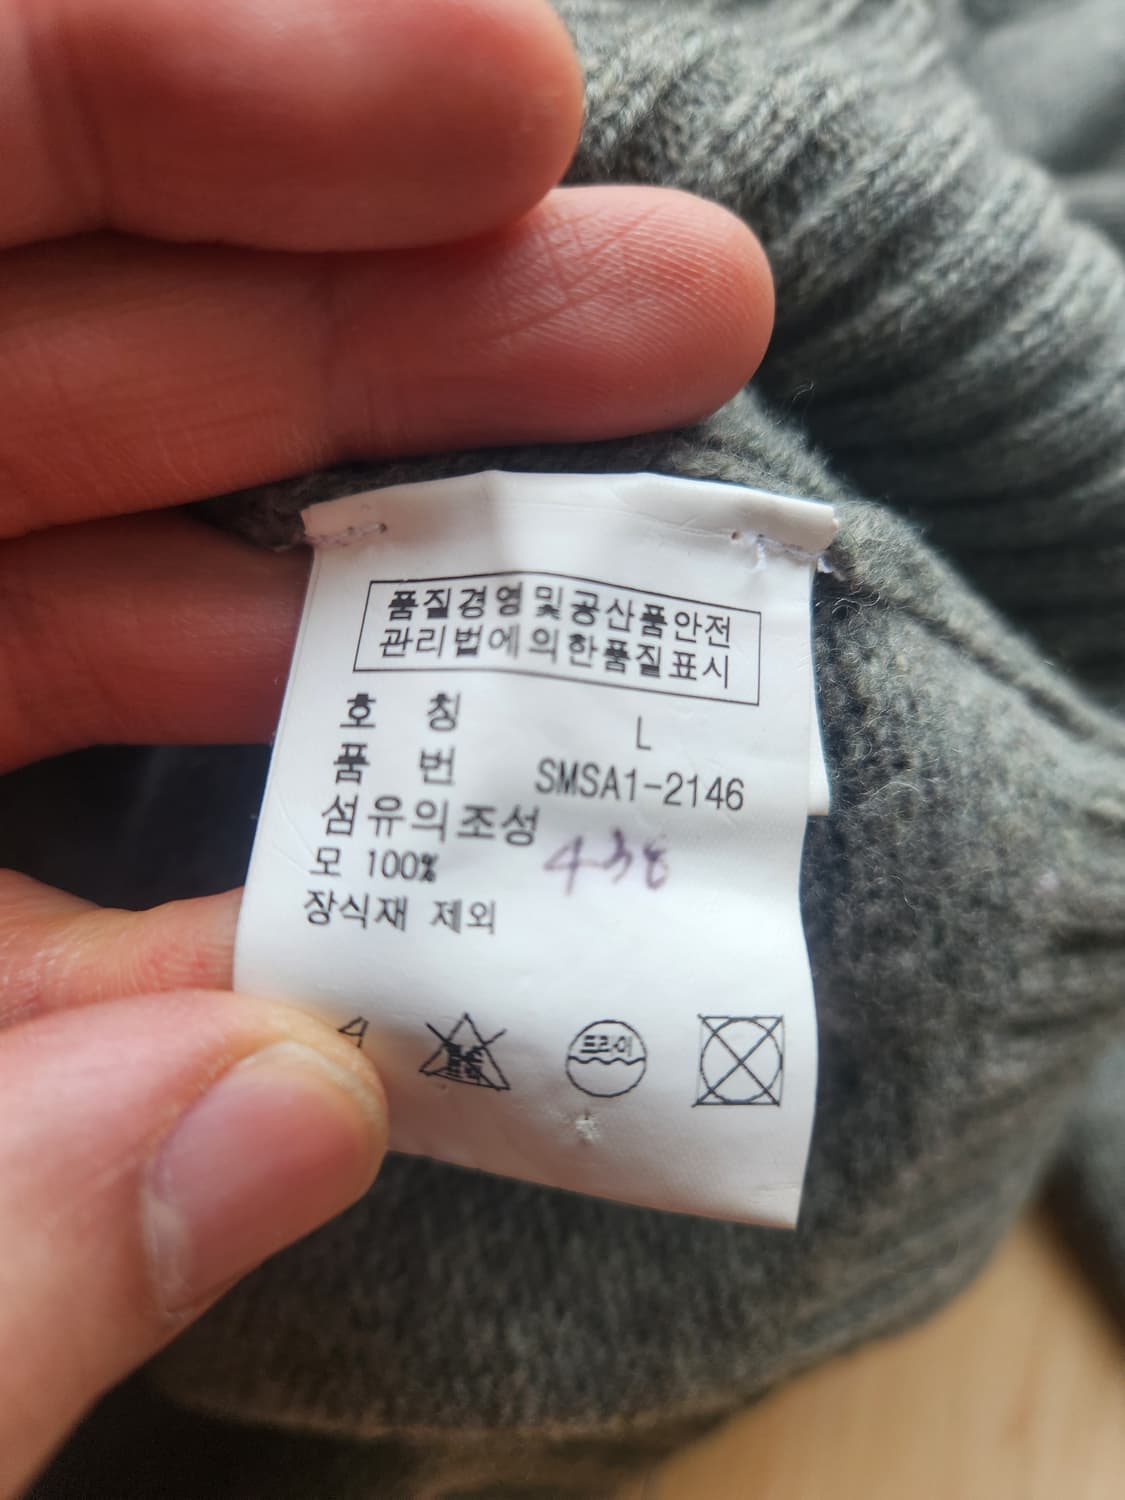 품질경영및공산품안전
관리법에의한품질표시
호 칭 L
품 번 SMSA1-2146
섬유의조성
모 100% 438
장식재 제외
드라이